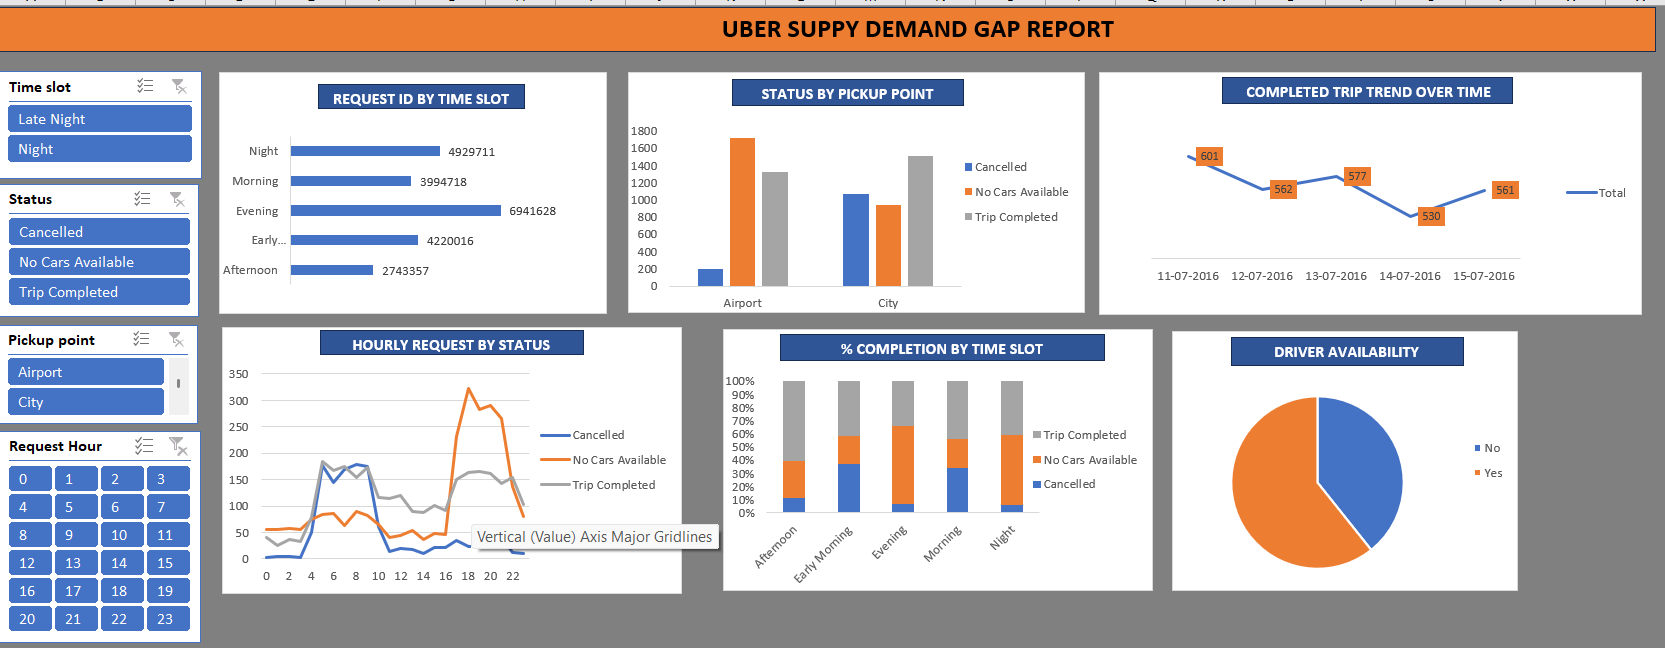 UBER SUPPY DEMAND GAP REPORT
Time slot
Late Night
Night
Status
Cancelled
No Cars Available
Trip Completed
Pickup point
Airport
City
Request Hour
0 1 2 3
4 5 6 7
8 9 10 11
12 13 14 15
16 17 18 19
20 21 22 23
REQUEST ID BY TIME SLOT
Night 4929711
Morning 3994718
Evening 6941628
Early... 4220016
Afternoon 2743357
STATUS BY PICKUP POINT
1800
1600
1400
1200
1000
800
600
400
200
0
Airport City
Cancelled
No Cars Available
Trip Completed
COMPLETED TRIP TREND OVER TIME
601
562
577
530
561
Total
11-07-2016 12-07-2016 13-07-2016 14-07-2016 15-07-2016
HOURLY REQUEST BY STATUS
350
300
250
200
150
100
50
0
0 2 4 6 8 10 12 14 16 18 20 22
Cancelled
No Cars Available
Trip Completed
Vertical (Value) Axis Major Gridlines
% COMPLETION BY TIME SLOT
100%
90%
80%
70%
60%
50%
40%
30%
20%
10%
0%
Afternoon
Early Morning
Evening
Morning
Night
Trip Completed
No Cars Available
Cancelled
DRIVER AVAILABILITY
No
Yes